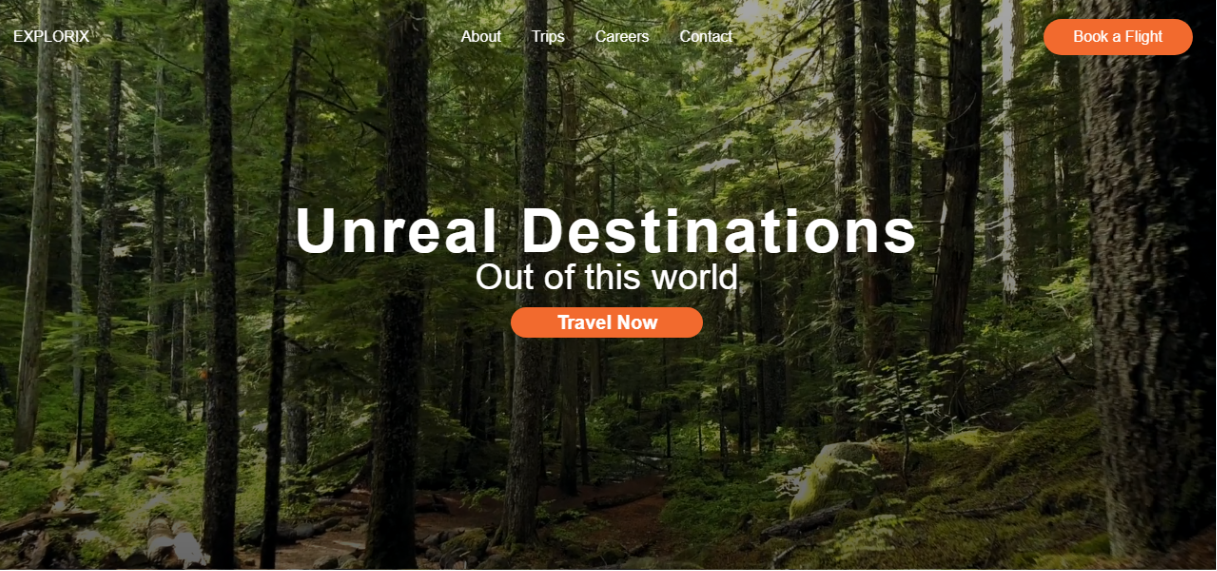 EXPLORIX
About Trips Careers Contact
Book a Flight
Unreal Destinations
Out of this world
Travel Now